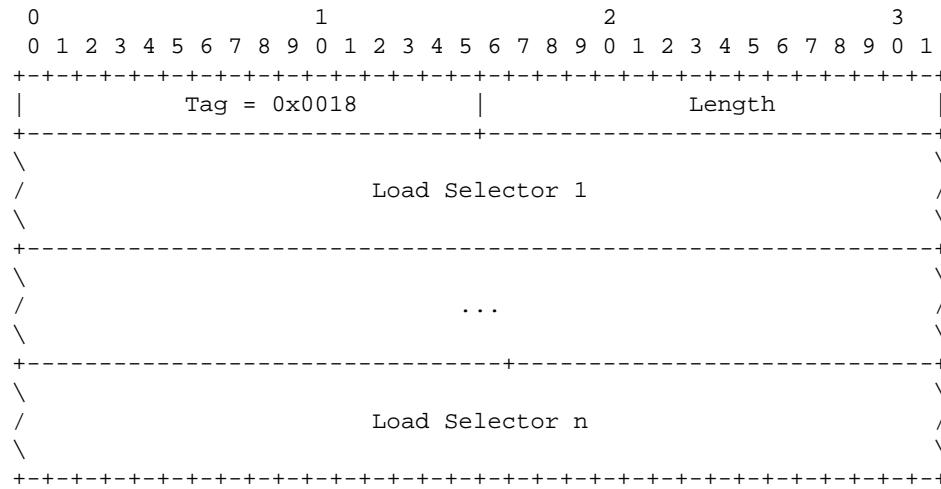 0                   1                   2                   3
0 1 2 3 4 5 6 7 8 9 0 1 2 3 4 5 6 7 8 9 0 1 2 3 4 5 6 7 8 9 0 1
+-+-+-+-+-+-+-+-+-+-+-+-+-+-+-+-+-+-+-+-+-+-+-+-+-+-+-+-+-+-+-+-+
|           Tag = 0x0018        |              Length           |
+-------------------------------+-------------------------------+
\                                                               \
/                        Load Selector 1                        /
\                                                               \
+---------------------------------------------------------------+
\                                                               \
/                              ...                              /
\                                                               \
+---------------------------------+-----------------------------+
\                                                               \
/                        Load Selector n                        /
\                                                               \
+-+-+-+-+-+-+-+-+-+-+-+-+-+-+-+-+-+-+-+-+-+-+-+-+-+-+-+-+-+-+-+-+